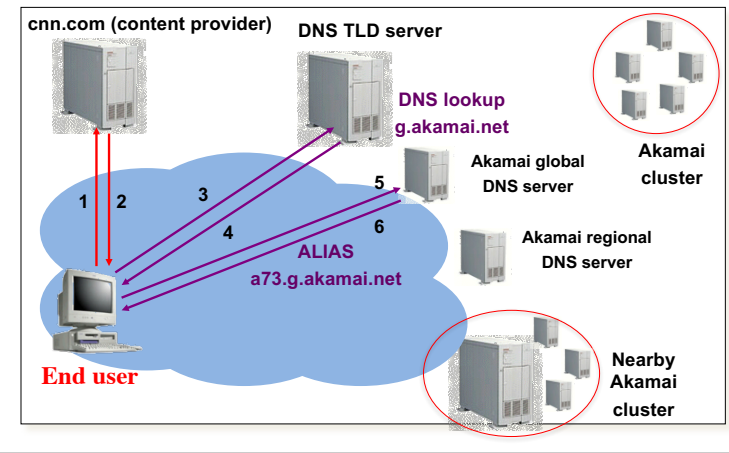 cnn.com (content provider)
DNS TLD server
DNS lookup
g.akamai.net
Akamai
cluster
Akamai global
DNS server
1
2
3
4
5
6
ALIAS
a73.g.akamai.net
Akamai regional
DNS server
End user
Nearby
Akamai
cluster